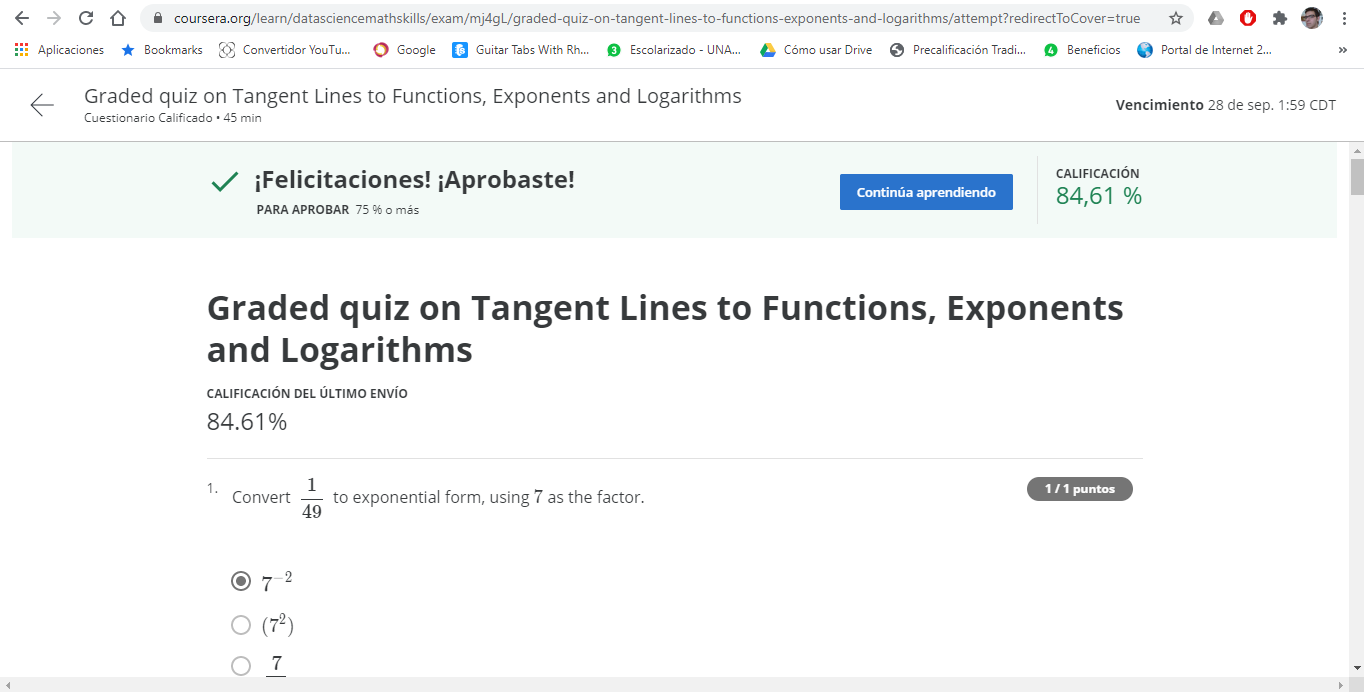 coursera.org/learn/datasciencemathskills/exam/mj4gL/graded-quiz-on-tangent-lines-to-functions-exponents-and-logarithms/attempt?redirectToCover=true
Aplicaciones Bookmarks Convertidor YouTu... Google Guitar Tabs With Rh... 3 Escolarizado - UNA... Cómo usar Drive Precalificación Tradi... 4 Beneficios Portal de Internet 2... »
Graded quiz on Tangent Lines to Functions, Exponents and Logarithms
Cuestionario Calificado • 45 min
Vencimiento 28 de sep. 1:59 CDT
¡Felicitaciones! ¡Aprobaste!
PARA APROBAR 75 % o más
Continúa aprendiendo
CALIFICACIÓN
84,61 %
Graded quiz on Tangent Lines to Functions, Exponents
and Logarithms
CALIFICACIÓN DEL ÚLTIMO ENVÍO
84.61%
1. Convert 1/49 to exponential form, using 7 as the factor.
1 / 1 puntos
7⁻²
(7²)
7